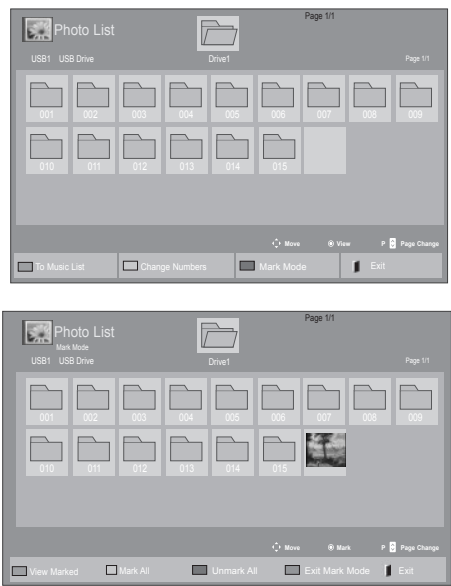 Page 1/1
Photo List
USB1 USB Drive
Drive1
Page 1/1
001 002 003 004 005 006 007 008 009
010 011 012 013 014 015
Move View P Page Change
To Music List Change Numbers Mark Mode Exit
Page 1/1
Photo List
Mark Mode
USB1 USB Drive
Drive1
Page 1/1
001 002 003 004 005 006 007 008 009
010 011 012 013 014 015
Move Mark P Page Change
View Marked Mark All Unmark All Exit Mark Mode Exit